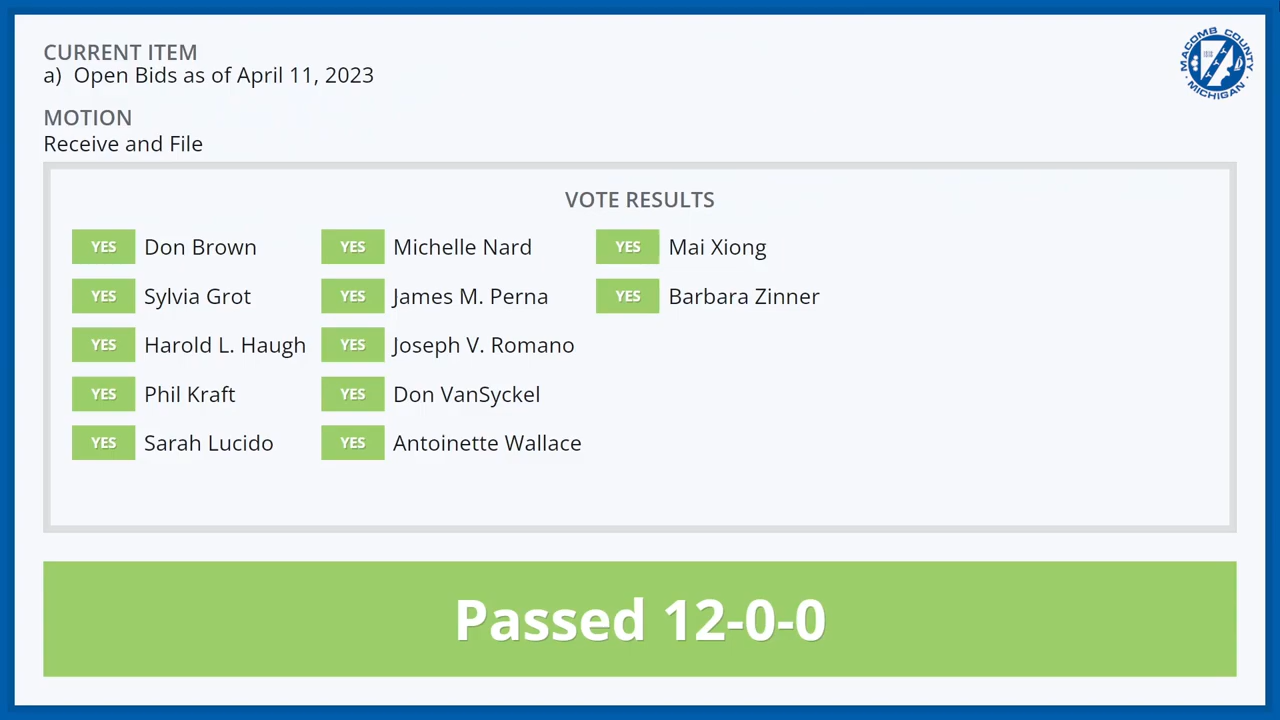 CURRENT ITEM
a) Open Bids as of April 11, 2023
MOTION
Receive and File
MACOMB COUNTY
MICHIGAN
VOTE RESULTS
YES Don Brown YES Michelle Nard YES Mai Xiong
YES Sylvia Grot YES James M. Perna YES Barbara Zinner
YES Harold L. Haugh YES Joseph V. Romano
YES Phil Kraft YES Don VanSyckel
YES Sarah Lucido YES Antoinette Wallace
Passed 12-0-0